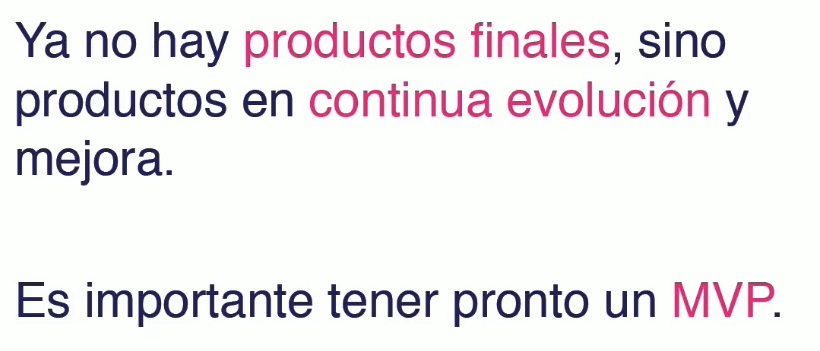 Ya no hay productos finales, sino
productos en continua evolución y
mejora.
Es importante tener pronto un MVP.